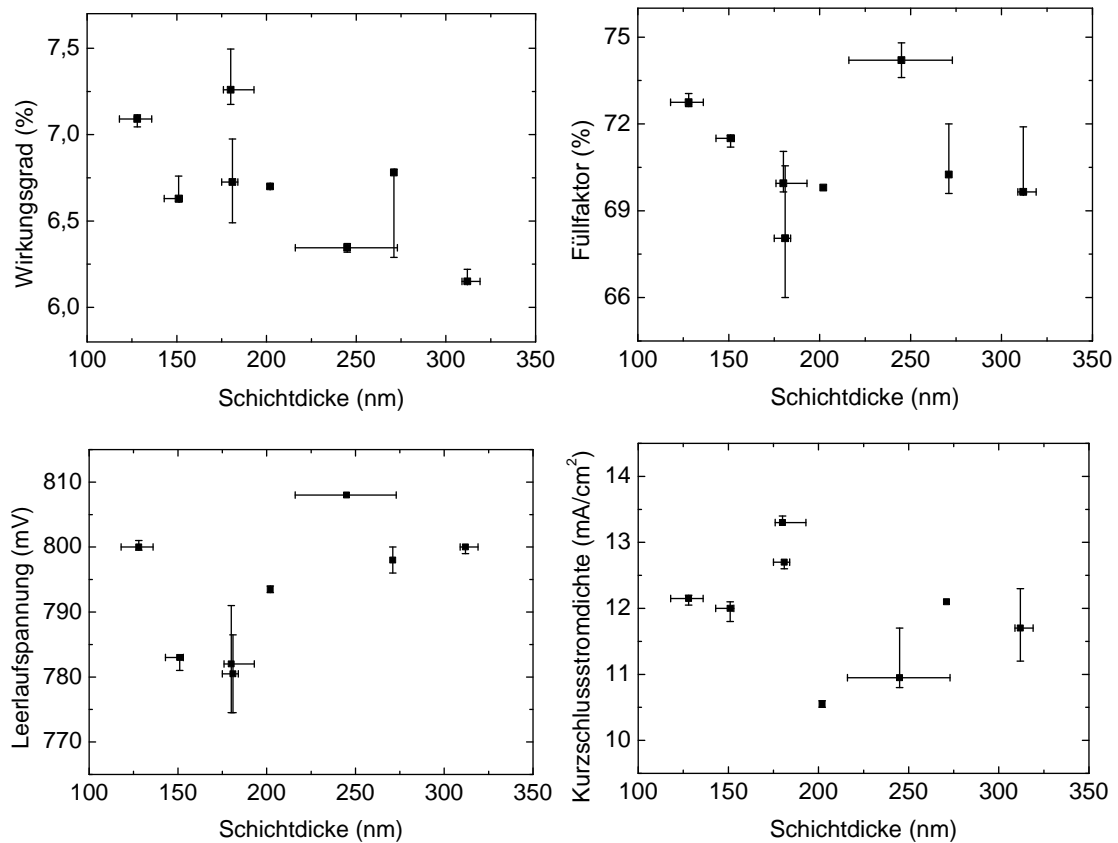 7,5
7,0
6,5
6,0
Wirkungsgrad (%)
100 150 200 250 300 350
Schichtdicke (nm)
75
72
69
66
Füllfaktor (%)
100 150 200 250 300 350
Schichtdicke (nm)
810
800
790
780
770
Leerlaufspannung (mV)
100 150 200 250 300 350
Schichtdicke (nm)
14
13
12
11
10
Kurzschlussstromdichte (mA/cm²)
100 150 200 250 300 350
Schichtdicke (nm)